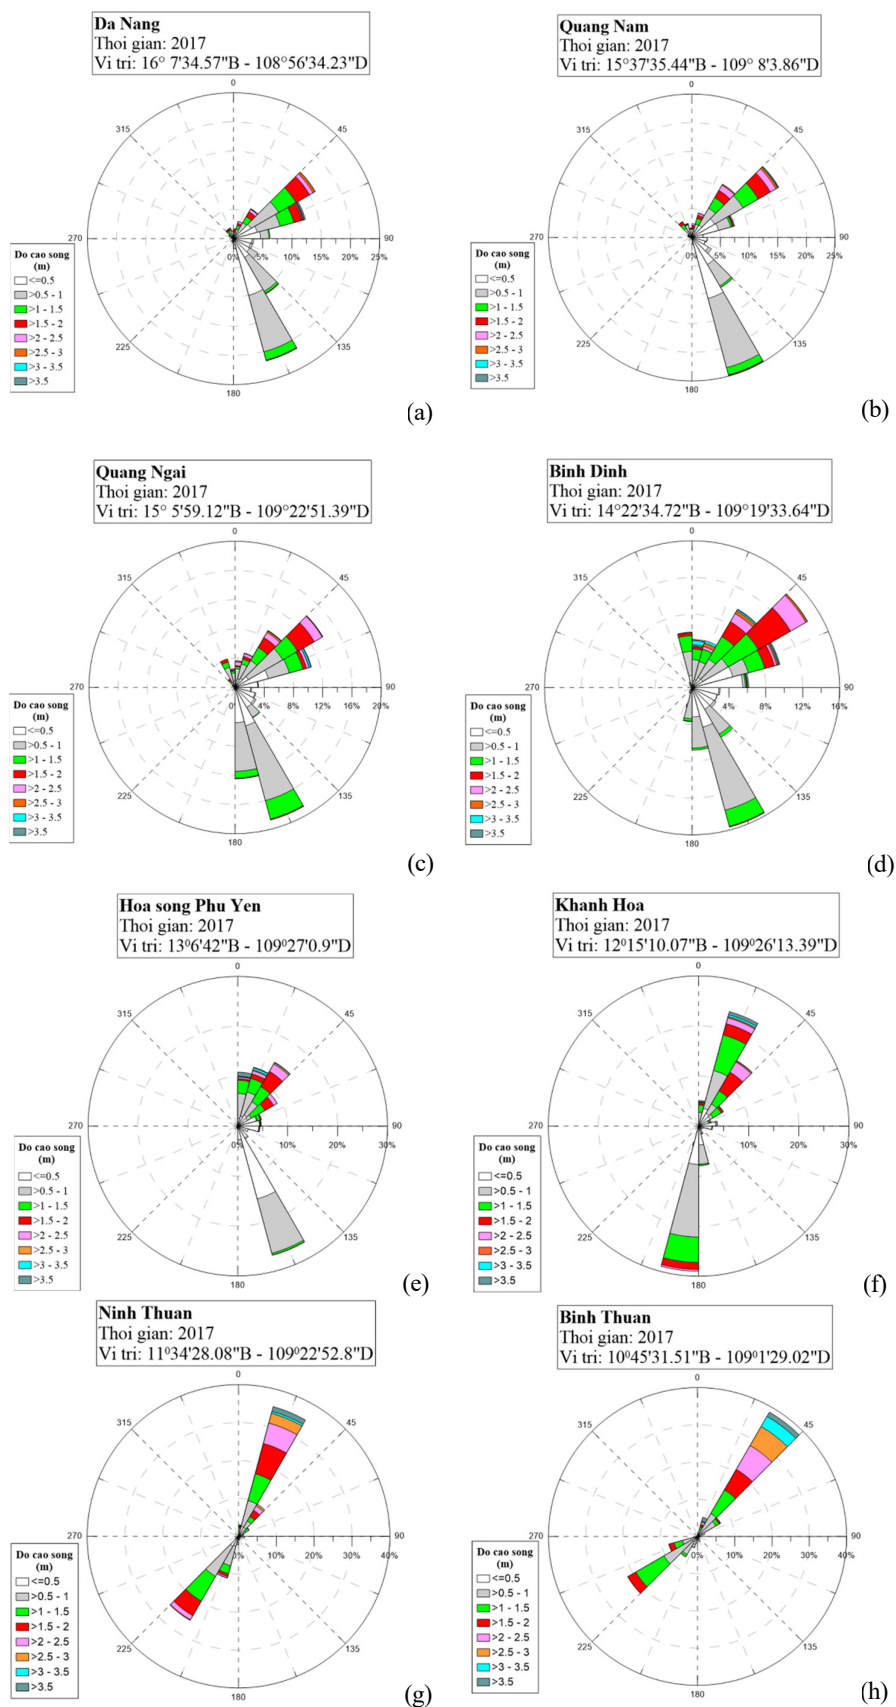 Da Nang
Thoi gian: 2017
Vi tri: 16° 7'34.57"B - 108°56'34.23"D
0
45
90
135
180
225
270
315
0%
5%
10%
15%
20%
25%
Do cao song
(m)
<=0.5
>0.5 - 1
>1 - 1.5
>1.5 - 2
>2 - 2.5
>2.5 - 3
>3 - 3.5
>3.5
(a)
Quang Nam
Thoi gian: 2017
Vi tri: 15°37'35.44"B - 109° 8'3.86"D
0
45
90
135
180
225
270
315
0%
5%
10%
15%
20%
25%
Do cao song
(m)
<=0.5
>0.5 - 1
>1 - 1.5
>1.5 - 2
>2 - 2.5
>2.5 - 3
>3 - 3.5
>3.5
(b)
Quang Ngai
Thoi gian: 2017
Vi tri: 15° 5'59.12"B - 109°22'51.39"D
0
45
90
135
180
225
270
315
4%
8%
12%
16%
20%
Do cao song
(m)
<=0.5
>0.5 - 1
>1 - 1.5
>1.5 - 2
>2 - 2.5
>2.5 - 3
>3 - 3.5
>3.5
(c)
Binh Dinh
Thoi gian: 2017
Vi tri: 14°22'34.72"B - 109°19'33.64"D
0
45
90
135
180
225
270
315
0%
4%
8%
12%
16%
Do cao song
(m)
<=0.5
>0.5 - 1
>1 - 1.5
>1.5 - 2
>2 - 2.5
>2.5 - 3
>3 - 3.5
>3.5
(d)
Hoa song Phu Yen
Thoi gian: 2017
Vi tri: 13⁰6'42"B - 109⁰27'0.9"D
0
45
90
135
180
225
270
315
0%
10%
20%
30%
Do cao song
(m)
<=0.5
>0.5 - 1
>1 - 1.5
>1.5 - 2
>2 - 2.5
>2.5 - 3
>3 - 3.5
>3.5
(e)
Khanh Hoa
Thoi gian: 2017
Vi tri: 12⁰15'10.07"B - 109⁰26'13.39"D
0
45
90
135
180
225
270
315
0%
10%
20%
30%
Do cao song
(m)
<=0.5
>0.5 - 1
>1 - 1.5
>1.5 - 2
>2 - 2.5
>2.5 - 3
>3 - 3.5
>3.5
(f)
Ninh Thuan
Thoi gian: 2017
Vi tri: 11⁰34'28.08"B - 109⁰22'52.8"D
0
45
90
135
180
225
270
315
0%
10%
20%
30%
40%
Do cao song
(m)
<=0.5
>0.5 - 1
>1 - 1.5
>1.5 - 2
>2 - 2.5
>2.5 - 3
>3 - 3.5
>3.5
(g)
Binh Thuan
Thoi gian: 2017
Vi tri: 10⁰45'31.51"B - 109⁰1'29.02"D
0
45
90
135
180
225
270
315
0%
10%
20%
30%
40%
Do cao song
(m)
<=0.5
>0.5 - 1
>1 - 1.5
>1.5 - 2
>2 - 2.5
>2.5 - 3
>3 - 3.5
>3.5
(h)